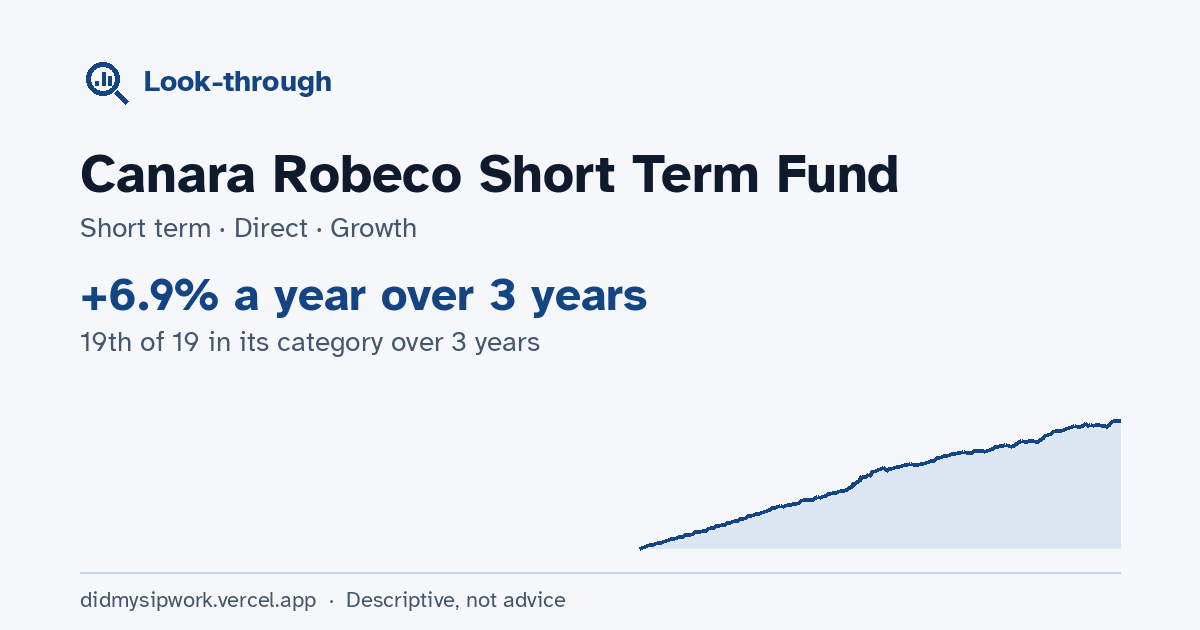 Look-through
Canara Robeco Short Term Fund
Short term · Direct · Growth
+6.9% a year over 3 years
19th of 19 in its category over 3 years
didmysipwork.vercel.app · Descriptive, not advice